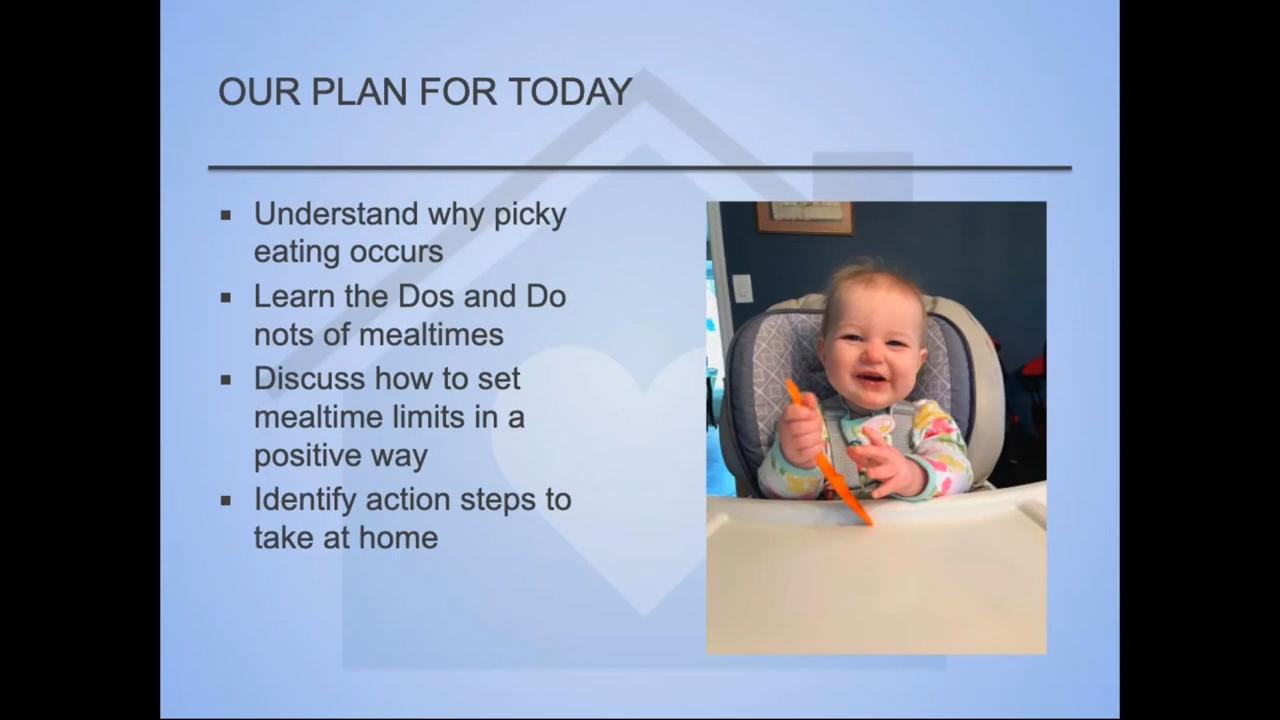 OUR PLAN FOR TODAY
▪ Understand why picky
eating occurs
▪ Learn the Dos and Do
nots of mealtimes
▪ Discuss how to set
mealtime limits in a
positive way
▪ Identify action steps to
take at home